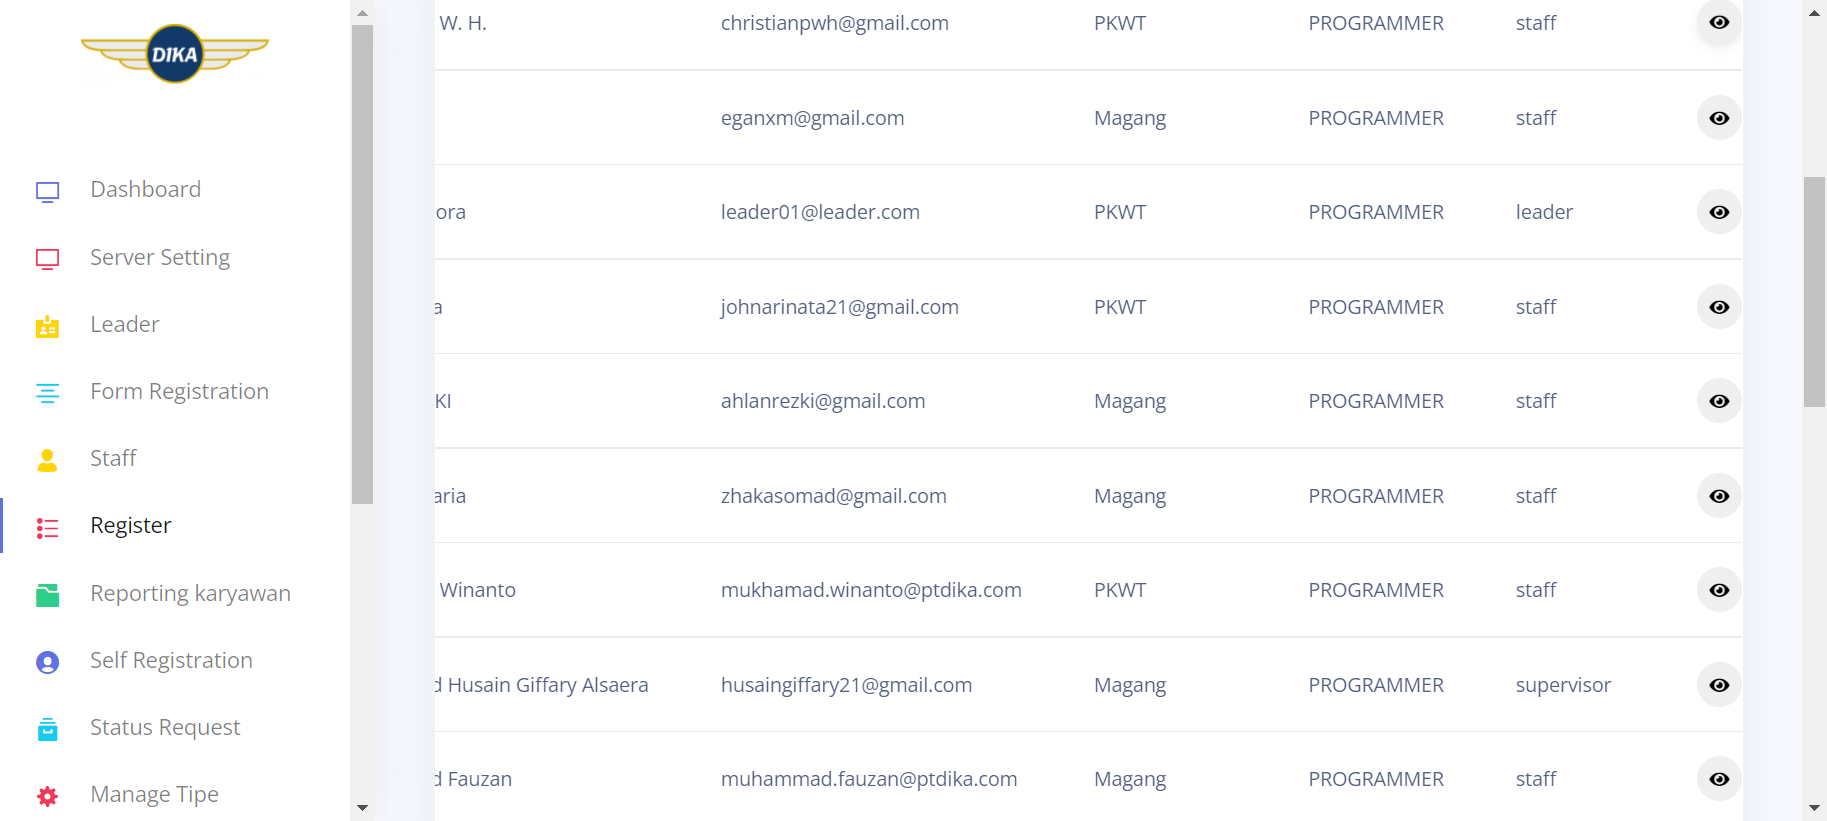 DIKA
Dashboard
Server Setting
Leader
Form Registration
Staff
Register
Reporting karyawan
Self Registration
Status Request
Manage Tipe
W. H. christianpwh@gmail.com PKWT PROGRAMMER staff
eganxm@gmail.com Magang PROGRAMMER staff
ora leader01@leader.com PKWT PROGRAMMER leader
a johnarinata21@gmail.com PKWT PROGRAMMER staff
KI ahlanrezki@gmail.com Magang PROGRAMMER staff
aria zhakasomad@gmail.com Magang PROGRAMMER staff
Winanto mukhamad.winanto@ptdika.com PKWT PROGRAMMER staff
d Husain Giffary Alsaera husaingiffary21@gmail.com Magang PROGRAMMER supervisor
d Fauzan muhammad.fauzan@ptdika.com Magang PROGRAMMER staff